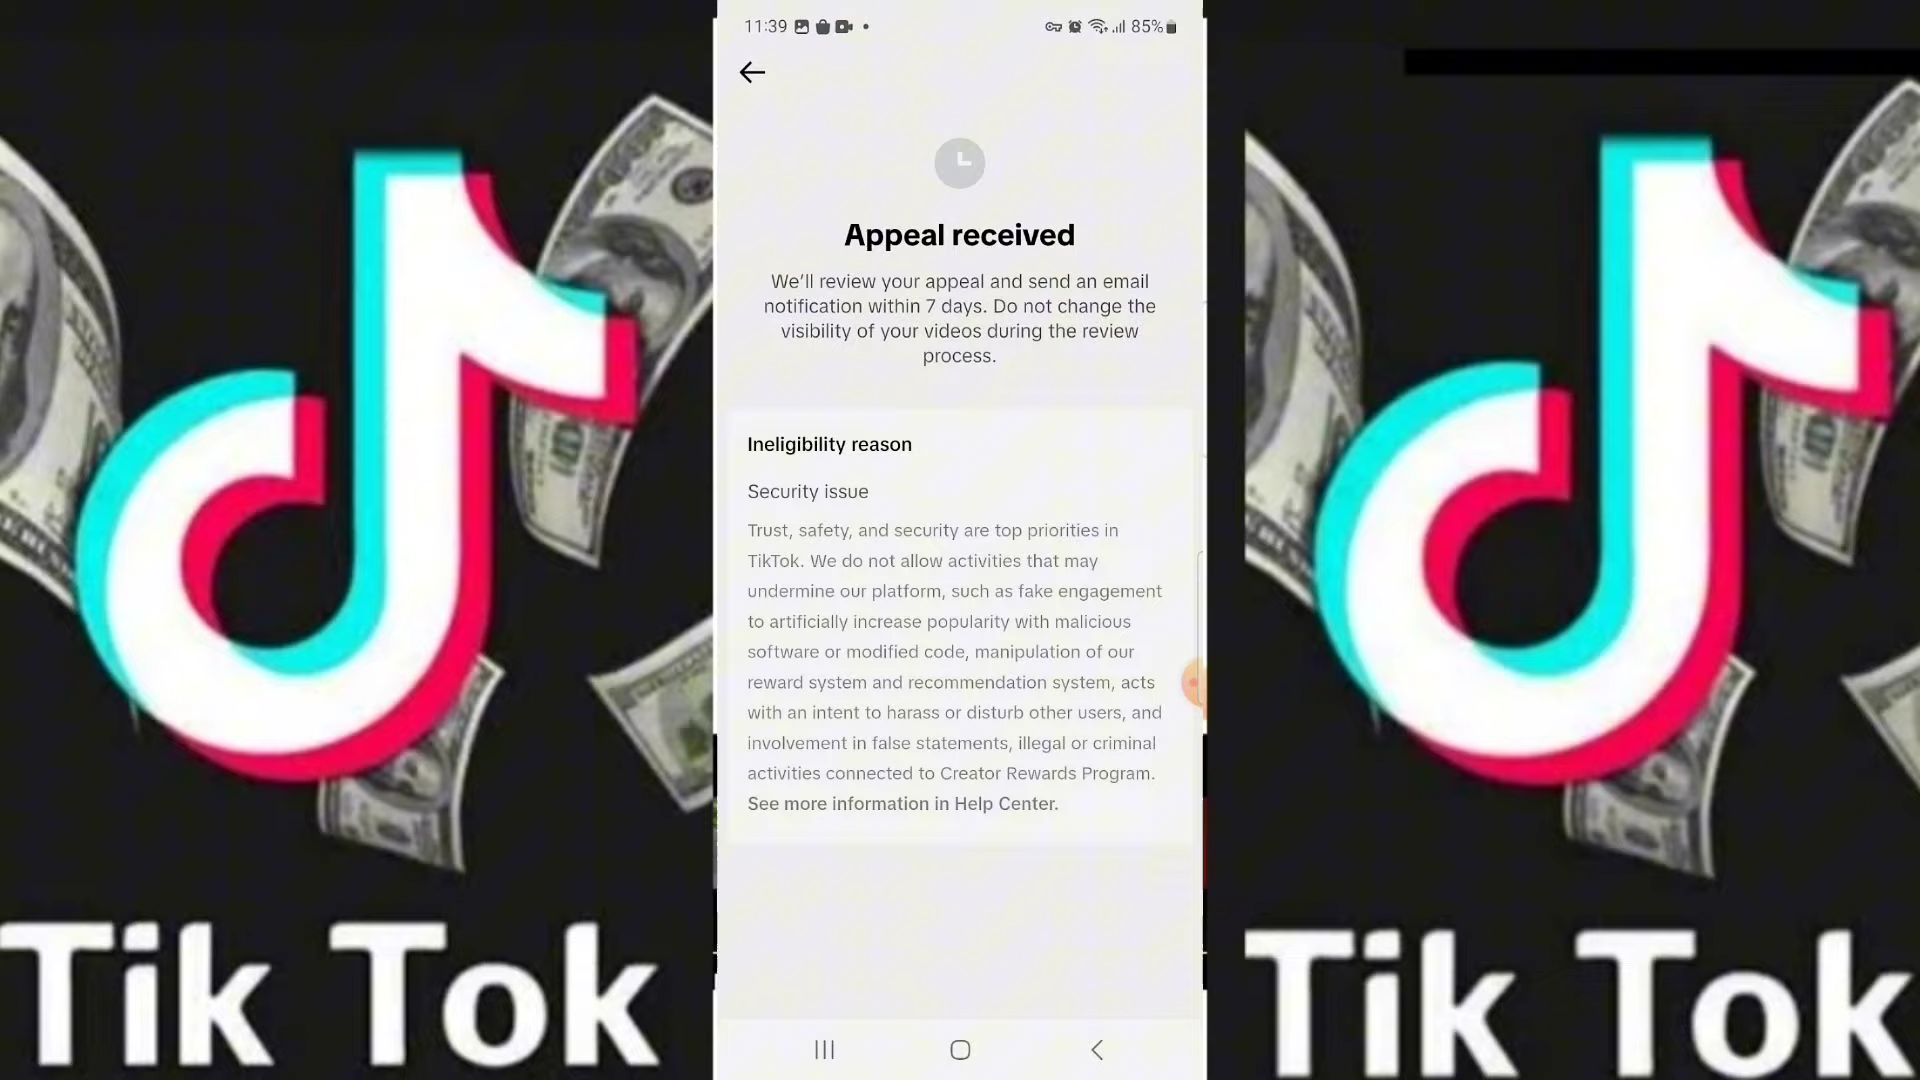 11:39
85%
Appeal received
We'll review your appeal and send an email
notification within 7 days. Do not change the
visibility of your videos during the review
process.
Ineligibility reason
Security issue
Trust, safety, and security are top priorities in
TikTok. We do not allow activities that may
undermine our platform, such as fake engagement
to artificially increase popularity with malicious
software or modified code, manipulation of our
reward system and recommendation system, acts
with an intent to harass or disturb other users, and
involvement in false statements, illegal or criminal
activities connected to Creator Rewards Program.
See more information in Help Center.
Tik Tok
Tik Tok